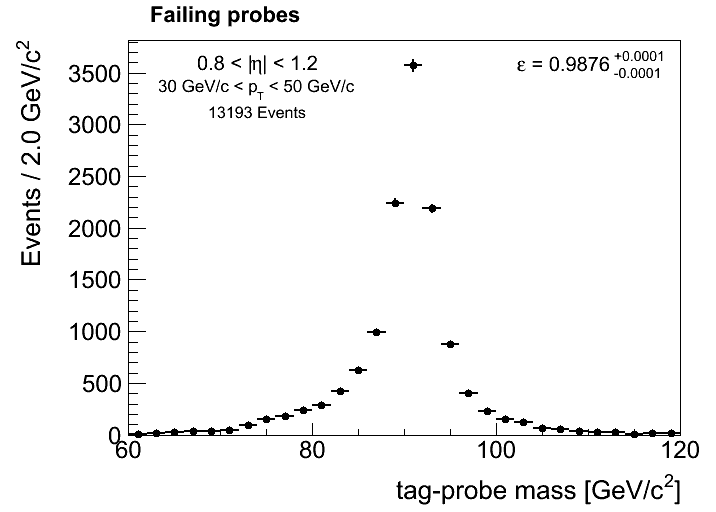 Failing probes
Events / 2.0 GeV/c²
0.8 < |η| < 1.2
30 GeV/c < p_T < 50 GeV/c
13193 Events
ε = 0.9876 +0.0001 -0.0001
3500
3000
2500
2000
1500
1000
500
0
60 80 100 120
tag-probe mass [GeV/c²]